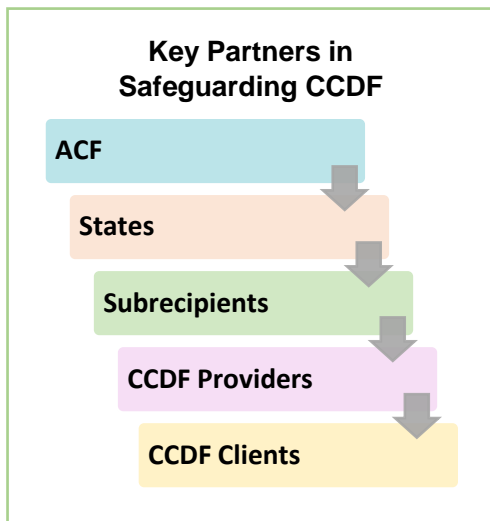 Key Partners in
Safeguarding CCDF
ACF
States
Subrecipients
CCDF Providers
CCDF Clients